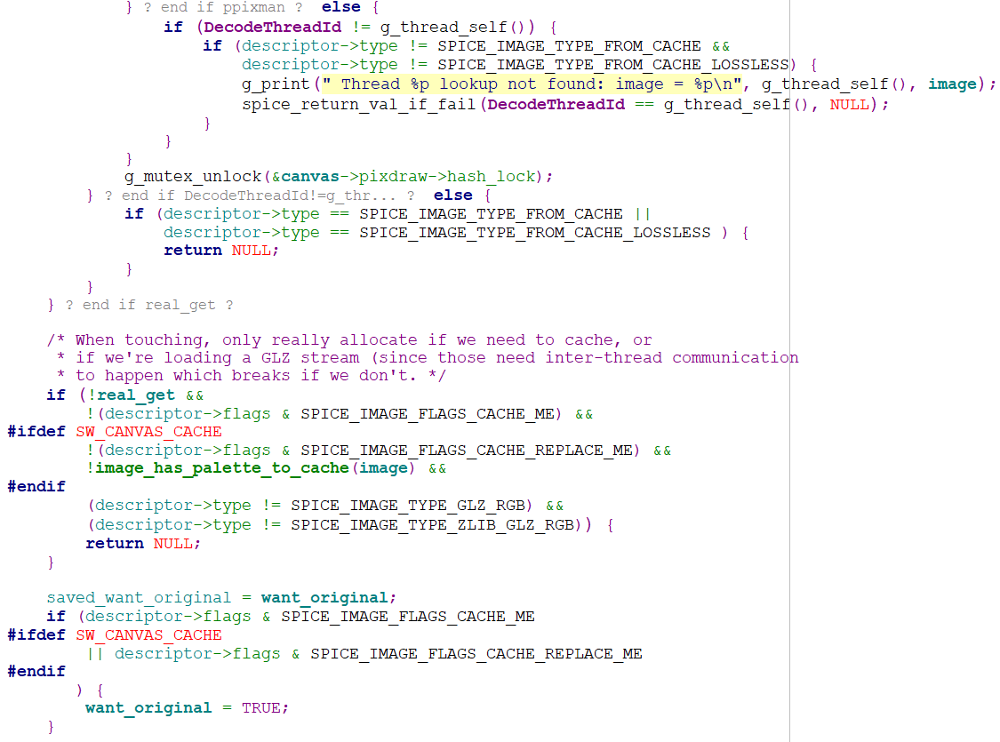 } ? end if ppixman ?  else {
                if (DecodeThreadId != g_thread_self()) {
                    if (descriptor->type != SPICE_IMAGE_TYPE_FROM_CACHE &&
                        descriptor->type != SPICE_IMAGE_TYPE_FROM_CACHE_LOSSLESS) {
                        g_print(" Thread %p lookup not found: image = %p\n", g_thread_self(), image);
                        spice_return_val_if_fail(DecodeThreadId == g_thread_self(), NULL);
                    }
                }
            }
            g_mutex_unlock(&canvas->pixdraw->hash_lock);
        } ? end if DecodeThreadId!=g_thr... ?  else {
            if (descriptor->type == SPICE_IMAGE_TYPE_FROM_CACHE ||
                descriptor->type == SPICE_IMAGE_TYPE_FROM_CACHE_LOSSLESS ) {
                return NULL;
            }
        }
    } ? end if real_get ?

    /* When touching, only really allocate if we need to cache, or
     * if we're loading a GLZ stream (since those need inter-thread communication
     * to happen which breaks if we don't. */
    if (!real_get &&
        !(descriptor->flags & SPICE_IMAGE_FLAGS_CACHE_ME) &&
#ifdef SW_CANVAS_CACHE
        !(descriptor->flags & SPICE_IMAGE_FLAGS_CACHE_REPLACE_ME) &&
        !image_has_palette_to_cache(image) &&
#endif
        (descriptor->type != SPICE_IMAGE_TYPE_GLZ_RGB) &&
        (descriptor->type != SPICE_IMAGE_TYPE_ZLIB_GLZ_RGB)) {
        return NULL;
    }

    saved_want_original = want_original;
    if (descriptor->flags & SPICE_IMAGE_FLAGS_CACHE_ME
#ifdef SW_CANVAS_CACHE
        || descriptor->flags & SPICE_IMAGE_FLAGS_CACHE_REPLACE_ME
#endif
       ) {
        want_original = TRUE;
    }